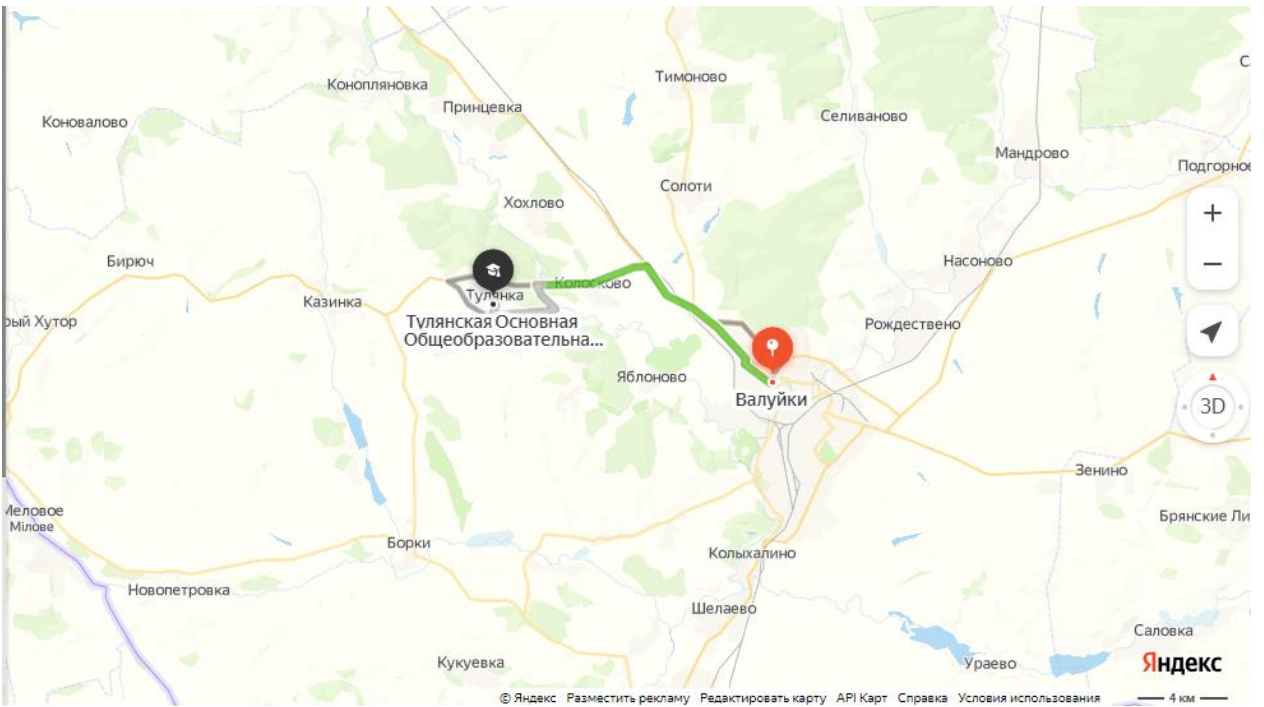 Тимоново
Конопляновка
Принцевка
Селиваново
Коновалово
Мандрово
Подгорное
Солоти
Хохлово
Бирюч
Насоново
Колосково
Тулянка
Казинка
рый Хутор
Тулянская Основная
Общеобразовательна...
Рождествено
Яблоново
Валуйки
3D
Зенино
Меловое
Мілове
Брянские Ли
Борки
Колыхалино
Новопетровка
Шелаево
Саловка
Кукуевка
Ураево
Яндекс
© Яндекс Разместить рекламу Редактировать карту API Карт Справка Условия использования 4 км